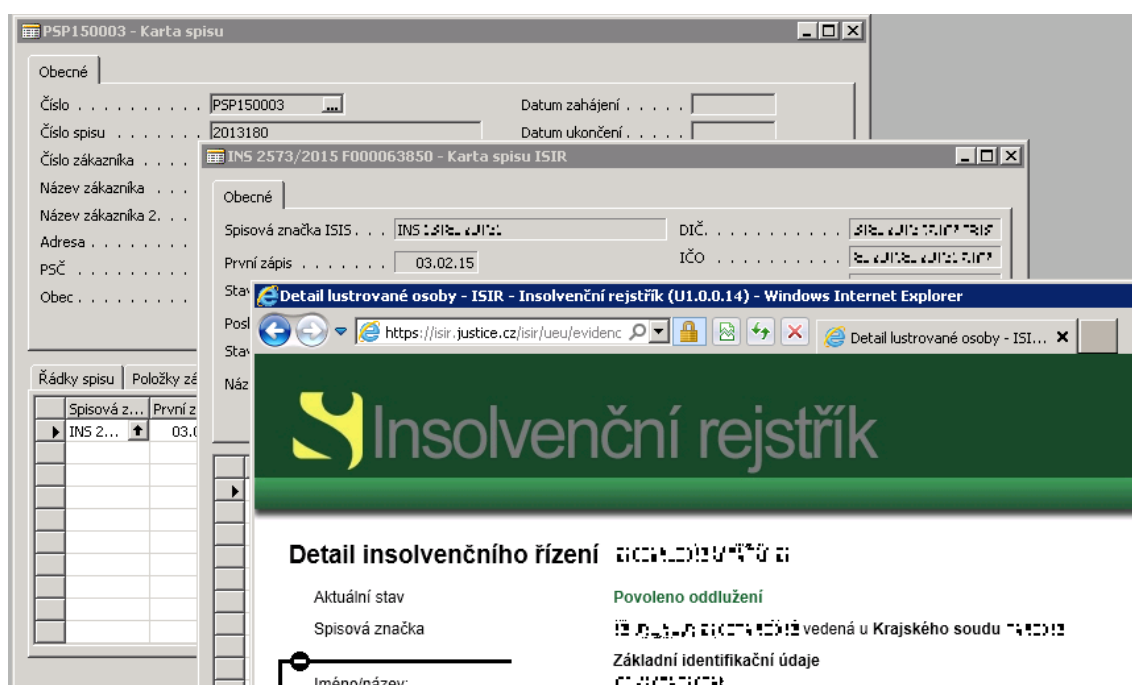 PSP150003 - Karta spisu
Obecné
Číslo . . . . . . . . . . PSP150003 ... Datum zahájení . . . . .
Číslo spisu . . . . . . . 2013180 Datum ukončení . . . . .
Číslo zákazníka . . . .
Název zákazníka . . .
Název zákazníka 2. . .
Adresa . . . . . . . .
PSČ . . . . . . . . .
Obec . . . . . . . . .
Řádky spisu Položky zá
Spisová z... První z
INS 2... 03.0
INS 2573/2015 F000063850 - Karta spisu ISIR
Obecné
Spisová značka ISIS . . . INS DIČ. . . . . . . . . . .
První zápis . . . . . . . 03.02.15 IČO . . . . . . . . . .
Stav
Posl
Stav
Náz
Detail lustrované osoby - ISIR - Insolvenční rejstřík (U1.0.0.14) - Windows Internet Explorer
https://isir.justice.cz/isir/ueu/evidenc Detail lustrované osoby - ISI...
Insolvenční rejstřík
Detail insolvenčního řízení
Aktuální stav Povoleno oddlužení
Spisová značka vedená u Krajského soudu
Základní identifikační údaje
Jméno/název: